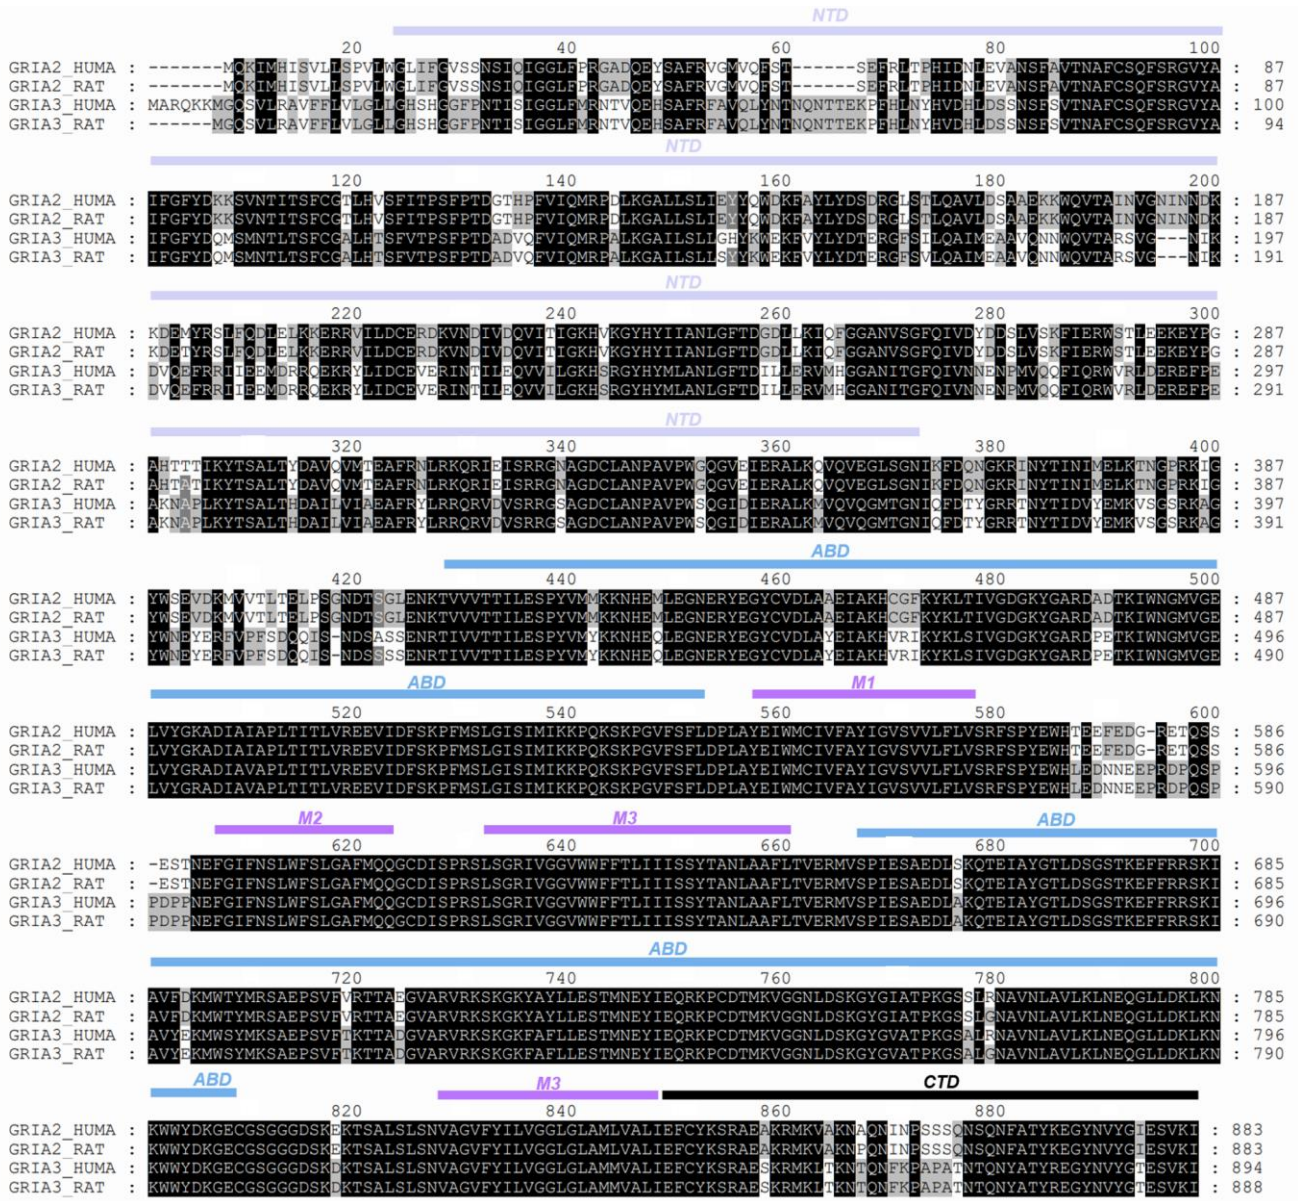 NTD
20 40 60 80 100
GRIA2_HUMA : -------MQKIMHISVLLSPVLWGLIFGVSSNSIQIGGLFPRGADQEYSAFRVGMVQFST------SEFRLTPHIDNLEVANSFAVTNAFCSQFSRGVYA : 87
GRIA2_RAT : -------MQKIMHISVLLSPVLWGLIFGVSSNSIQIGGLFPRGADQEYSAFRVGMVQFST------SEFRLTPHIDNLEVANSFAVTNAFCSQFSRGVYA : 87
GRIA3_HUMA : MARQKKMGQSVLRAVFFLVLGLLGHSHGGFPNTISIGGLFMRNTVQEHSAFRFAVQLYNTNQNTTEKPFHLNYHVDHLDSSNSFSVTNAFCSQFSRGVYA : 100
GRIA3_RAT : ------MGQSVLRAVFFLVLGLLGHSHGGFPNTISIGGLFMRNTVQEHSAFRFAVQLYNTNQNTTEKPFHLNYHVDHLDSSNSFSVTNAFCSQFSRGVYA : 94
NTD
120 140 160 180 200
GRIA2_HUMA : IFGFYDKKSVNTITSFCGTLHVSFITPSFPTDGTHPFVIQMRPDLKGALLSLIEYYQWDKFAYLYDSDRGLSTLQAVLDSAAEKKWQVTAINVGNINNDK : 187
GRIA2_RAT : IFGFYDKKSVNTITSFCGTLHVSFITPSFPTDGTHPFVIQMRPDLKGALLSLIEYYQWDKFAYLYDSDRGLSTLQAVLDSAAEKKWQVTAINVGNINNDK : 187
GRIA3_HUMA : IFGFYDQMSMNTLTSFCGALHTSFVTPSFPTDADVQFVIQMRPALKGAILSLLGHYKWEKFVYLYDTERGFSILQAIMEAAVQNNWQVTARSVG---NIK : 197
GRIA3_RAT : IFGFYDQMSMNTLTSFCGALHTSFVTPSFPTDADVQFVIQMRPALKGAILSLLSYYKWEKFVYLYDTERGFSVLQAIMEAAVQNNWQVTARSVG---NIK : 191
NTD
220 240 260 280 300
GRIA2_HUMA : KDEMYRSLFQDLELKKERRVILDCERDKVNDIVDQVITIGKHVKGYHYIIANLGFTDGDLLKIQFGGANVSGFQIVDYDDSLVSKFIERWSTLEEKEYPG : 287
GRIA2_RAT : KDETYRSLFQDLELKKERRVILDCERDKVNDIVDQVITIGKHVKGYHYIIANLGFTDGDLLKIQFGGANVSGFQIVDYDDSLVSKFIERWSTLEEKEYPG : 287
GRIA3_HUMA : DVQEFRRIIEEMDRRQEKRYLIDCEVERINTILEQVVILGKHSRGYHYMLANLGFTDILLERVMHGGANITGFQIVNNENPMVQQFIQRWVRLDEREFPE : 297
GRIA3_RAT : DVQEFRRIIEEMDRRQEKRYLIDCEVERINTILEQVVILGKHSRGYHYMLANLGFTDILLERVMHGGANITGFQIVNNENPMVQQFIQRWVRLDEREFPE : 291
NTD
320 340 360 380 400
GRIA2_HUMA : AHTTTIKYTSALTYDAVQVMTEAFRNLRKQRIEISRRGNAGDCLANPAVPWGQGVEIERALKQVQVEGLSGNIKFDQNGKRINYTINIMELKTNGPRKIG : 387
GRIA2_RAT : AHTATIKYTSALTYDAVQVMTEAFRNLRKQRIEISRRGNAGDCLANPAVPWGQGVEIERALKQVQVEGLSGNIKFDQNGKRINYTINIMELKTNGPRKIG : 387
GRIA3_HUMA : AKNAPLKYTSALTHDAILVIAEAFRYLRRQRVDVSRRGSAGDCLANPAVPWSQGIDIERALKMVQVQGMTGNIQFDTYGRRTNYTIDVYEMKVSGSRKAG : 397
GRIA3_RAT : AKNAPLKYTSALTHDAILVIAEAFRYLRRQRVDVSRRGSAGDCLANPAVPWSQGIDIERALKMVQVQGMTGNIQFDTYGRRTNYTIDVYEMKVSGSRKAG : 391
ABD
420 440 460 480 500
GRIA2_HUMA : YWSEVDKMVVTLTELPSGNDTSGLENKTVVVTTILESPYVMMKKNHEMLEGNERYEGYCVDLAAEIAKHCGFKYKLTIVGDGKYGARDADTKIWNGMVGE : 487
GRIA2_RAT : YWSEVDKMVVTLTELPSGNDTSGLENKTVVVTTILESPYVMMKKNHEMLEGNERYEGYCVDLAAEIAKHCGFKYKLTIVGDGKYGARDADTKIWNGMVGE : 487
GRIA3_HUMA : YWNEYERFVPFSDQQIS-NDSASSENRTIVVTTILESPYVMYKKNHEQLEGNERYEGYCVDLAYEIAKHVRIKYKLSIVGDGKYGARDPETKIWNGMVGE : 496
GRIA3_RAT : YWNEYERFVPFSDQQIS-NDSSSSENRTIVVTTILESPYVMYKKNHEQLEGNERYEGYCVDLAYEIAKHVRIKYKLSIVGDGKYGARDPETKIWNGMVGE : 490
ABD M1
520 540 560 580 600
GRIA2_HUMA : LVYGKADIAIAPLTITLVREEVIDFSKPFMSLGISIMIKKPQKSKPGVFSFLDPLAYEIWMCIVFAYIGVSVVLFLVSRFSPYEWHTEEFEDG-RETQSS : 586
GRIA2_RAT : LVYGKADIAIAPLTITLVREEVIDFSKPFMSLGISIMIKKPQKSKPGVFSFLDPLAYEIWMCIVFAYIGVSVVLFLVSRFSPYEWHTEEFEDG-RETQSS : 586
GRIA3_HUMA : LVYGRADIAVAPLTITLVREEVIDFSKPFMSLGISIMIKKPQKSKPGVFSFLDPLAYEIWMCIVFAYIGVSVVLFLVSRFSPYEWHLEDNNEEPRDPQSP : 596
GRIA3_RAT : LVYGRADIAVAPLTITLVREEVIDFSKPFMSLGISIMIKKPQKSKPGVFSFLDPLAYEIWMCIVFAYIGVSVVLFLVSRFSPYEWHLEDNNEEPRDPQSP : 590
M2 M3 ABD
620 640 660 680 700
GRIA2_HUMA : -ESTNEFGIFNSLWFSLGAFMQQGCDISPRSLSGRIVGGVWWFFTLIIISSYTANLAAFLTVERMVSPIESAEDLSKQTEIAYGTLDSGSTKEFFRRSKI : 685
GRIA2_RAT : -ESTNEFGIFNSLWFSLGAFMQQGCDISPRSLSGRIVGGVWWFFTLIIISSYTANLAAFLTVERMVSPIESAEDLSKQTEIAYGTLDSGSTKEFFRRSKI : 685
GRIA3_HUMA : PDPPNEFGIFNSLWFSLGAFMQQGCDISPRSLSGRIVGGVWWFFTLIIISSYTANLAAFLTVERMVSPIESAEDLAKQTEIAYGTLDSGSTKEFFRRSKI : 696
GRIA3_RAT : PDPPNEFGIFNSLWFSLGAFMQQGCDISPRSLSGRIVGGVWWFFTLIIISSYTANLAAFLTVERMVSPIESAEDLAKQTEIAYGTLDSGSTKEFFRRSKI : 690
ABD
720 740 760 780 800
GRIA2_HUMA : AVFDKMWTYMRSAEPSVFVRTTAEGVARVRKSKGKYAYLLESTMNEYIEQRKPCDTMKVGGNLDSKGYGIATPKGSSLRNAVNLAVLKLNEQGLLDKLKN : 785
GRIA2_RAT : AVFDKMWTYMRSAEPSVFVRTTAEGVARVRKSKGKYAYLLESTMNEYIEQRKPCDTMKVGGNLDSKGYGIATPKGSSLGNAVNLAVLKLNEQGLLDKLKN : 785
GRIA3_HUMA : AVYEKMWSYMKSAEPSVFTKTTADGVARVRKSKGKFAFLLESTMNEYIEQRKPCDTMKVGGNLDSKGYGVATPKGSALRNAVNLAVLKLNEQGLLDKLKN : 796
GRIA3_RAT : AVYEKMWSYMKSAEPSVFTKTTADGVARVRKSKGKFAFLLESTMNEYIEQRKPCDTMKVGGNLDSKGYGVATPKGSALGNAVNLAVLKLNEQGLLDKLKN : 790
ABD M3 CTD
820 840 860 880
GRIA2_HUMA : KWWYDKGECGSGGGDSKEKTSALSLSNVAGVFYILVGGLGLAMLVALIEFCYKSRAEAKRMKVAKNAQNINPSSSQNSQNFATYKEGYNVYGIESVKI : 883
GRIA2_RAT : KWWYDKGECGSGGGDSKEKTSALSLSNVAGVFYILVGGLGLAMLVALIEFCYKSRAEAKRMKVAKNPQNINPSSSQNSQNFATYKEGYNVYGIESVKI : 883
GRIA3_HUMA : KWWYDKGECGSGGGDSKDKTSALSLSNVAGVFYILVGGLGLAMMVALIEFCYKSRAESKRMKLTKNTQNFKPAPATNTQNYATYREGYNVYGTESVKI : 894
GRIA3_RAT : KWWYDKGECGSGGGDSKDKTSALSLSNVAGVFYILVGGLGLAMMVALIEFCYKSRAESKRMKLTKNTQNFKPAPATNTQNYATYREGYNVYGTESVKI : 888